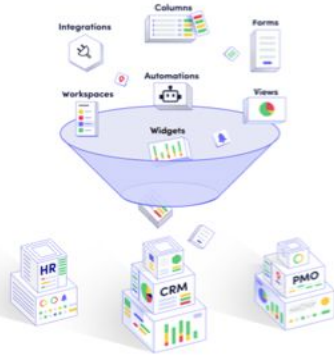 Columns
Integrations
Forms
Automations
Workspaces
Views
Widgets
HR
CRM
PMO